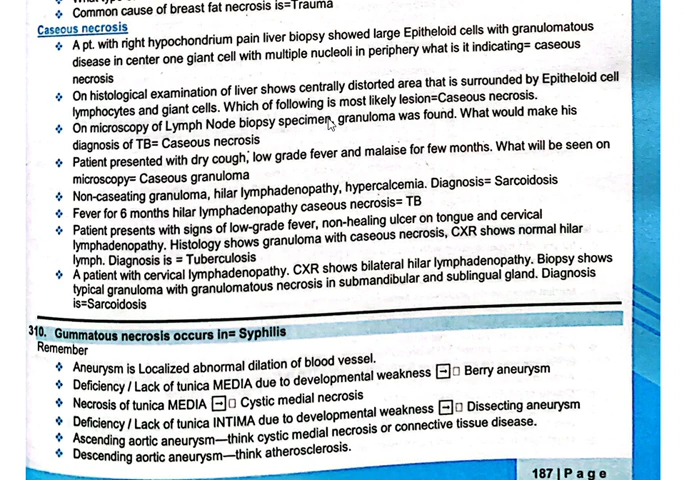 Common cause of breast fat necrosis is=Trauma
Caseous necrosis
❖ A pt. with right hypochondrium pain liver biopsy showed large Epitheloid cells with granulomatous
disease in center one giant cell with multiple nucleoli in periphery what is it indicating= caseous
necrosis
❖ On histological examination of liver shows centrally distorted area that is surrounded by Epitheloid cell
lymphocytes and giant cells. Which of following is most likely lesion=Caseous necrosis.
❖ On microscopy of Lymph Node biopsy specimen, granuloma was found. What would make his
diagnosis of TB= Caseous necrosis
❖ Patient presented with dry cough, low grade fever and malaise for few months. What will be seen on
microscopy= Caseous granuloma
❖ Non-caseating granuloma, hilar lymphadenopathy, hypercalcemia. Diagnosis= Sarcoidosis
❖ Fever for 6 months hilar lymphadenopathy caseous necrosis= TB
❖ Patient presents with signs of low-grade fever, non-healing ulcer on tongue and cervical
lymphadenopathy. Histology shows granuloma with caseous necrosis, CXR shows normal hilar
lymph. Diagnosis is = Tuberculosis
❖ A patient with cervical lymphadenopathy. CXR shows bilateral hilar lymphadenopathy. Biopsy shows
typical granuloma with granulomatous necrosis in submandibular and sublingual gland. Diagnosis
is=Sarcoidosis
310. Gummatous necrosis occurs in= Syphilis
Remember
❖ Aneurysm is Localized abnormal dilation of blood vessel.
❖ Deficiency / Lack of tunica MEDIA due to developmental weakness → Berry aneurysm
❖ Necrosis of tunica MEDIA → Cystic medial necrosis
❖ Deficiency / Lack of tunica INTIMA due to developmental weakness → Dissecting aneurysm
❖ Ascending aortic aneurysm—think cystic medial necrosis or connective tissue disease.
❖ Descending aortic aneurysm—think atherosclerosis.
187 | Page